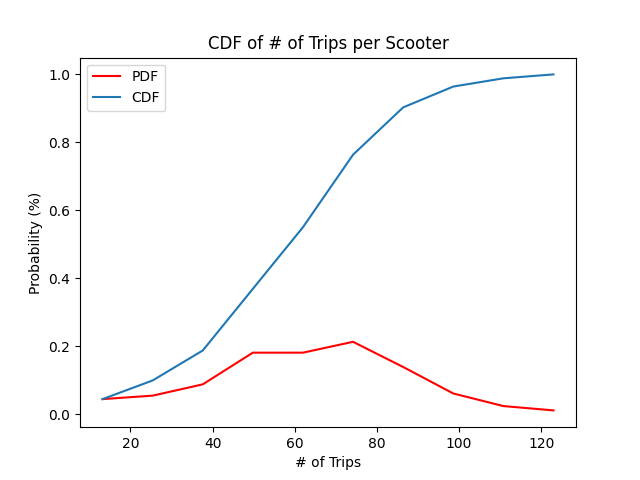 CDF of # of Trips per Scooter
PDF
CDF
Probability (%)
1.0
0.8
0.6
0.4
0.2
0.0
20 40 60 80 100 120
# of Trips